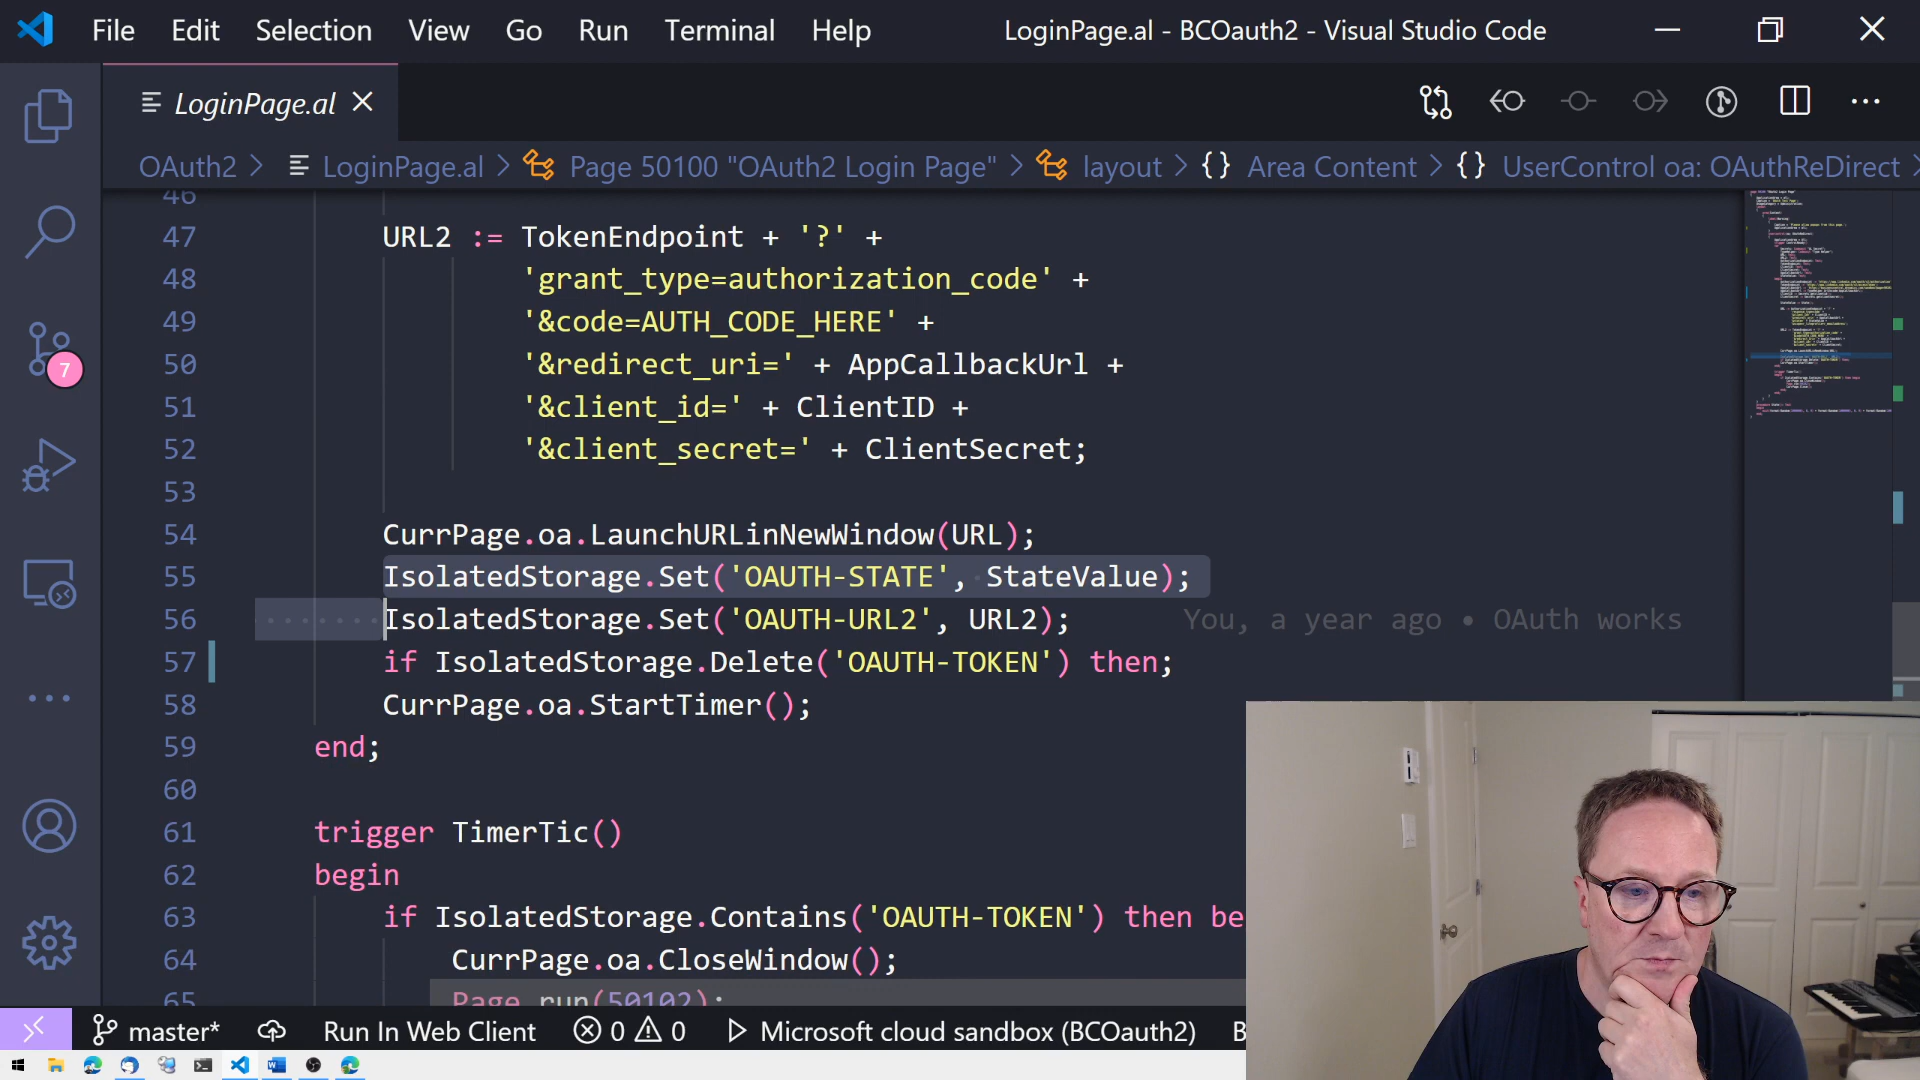 File Edit Selection View Go Run Terminal Help LoginPage.al - BCOauth2 - Visual Studio Code
LoginPage.al
OAuth2 > LoginPage.al > Page 50100 "OAuth2 Login Page" > layout > {} Area Content > {} UserControl oa: OAuthReDirect >
46
47 URL2 := TokenEndpoint + '?' +
48 'grant_type=authorization_code' +
49 '&code=AUTH_CODE_HERE' +
50 '&redirect_uri=' + AppCallbackUrl +
51 '&client_id=' + ClientID +
52 '&client_secret=' + ClientSecret;
53
54 CurrPage.oa.LaunchURLinNewWindow(URL);
55 IsolatedStorage.Set('OAUTH-STATE', StateValue);
56 IsolatedStorage.Set('OAUTH-URL2', URL2); You, a year ago • OAuth works
57 if IsolatedStorage.Delete('OAUTH-TOKEN') then;
58 CurrPage.oa.StartTimer();
59 end;
60
61 trigger TimerTic()
62 begin
63 if IsolatedStorage.Contains('OAUTH-TOKEN') then be
64 CurrPage.oa.CloseWindow();
65 Page.run(50102);
7
master* Run In Web Client 0 0 Microsoft cloud sandbox (BCOauth2) B